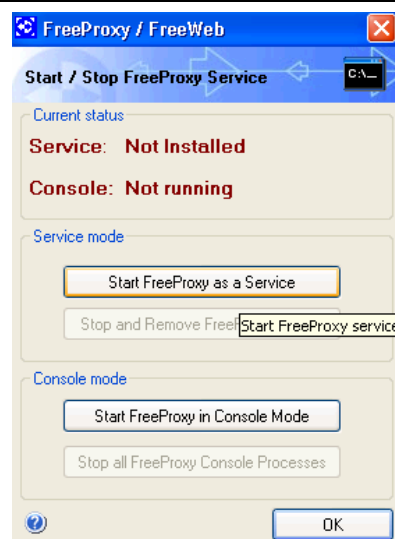 FreeProxy / FreeWeb
Start / Stop FreeProxy Service
C:\_
Current status
Service: Not Installed
Console: Not running
Service mode
Start FreeProxy as a Service
Stop and Remove Free
Start FreeProxy service
Console mode
Start FreeProxy in Console Mode
Stop all FreeProxy Console Processes
OK